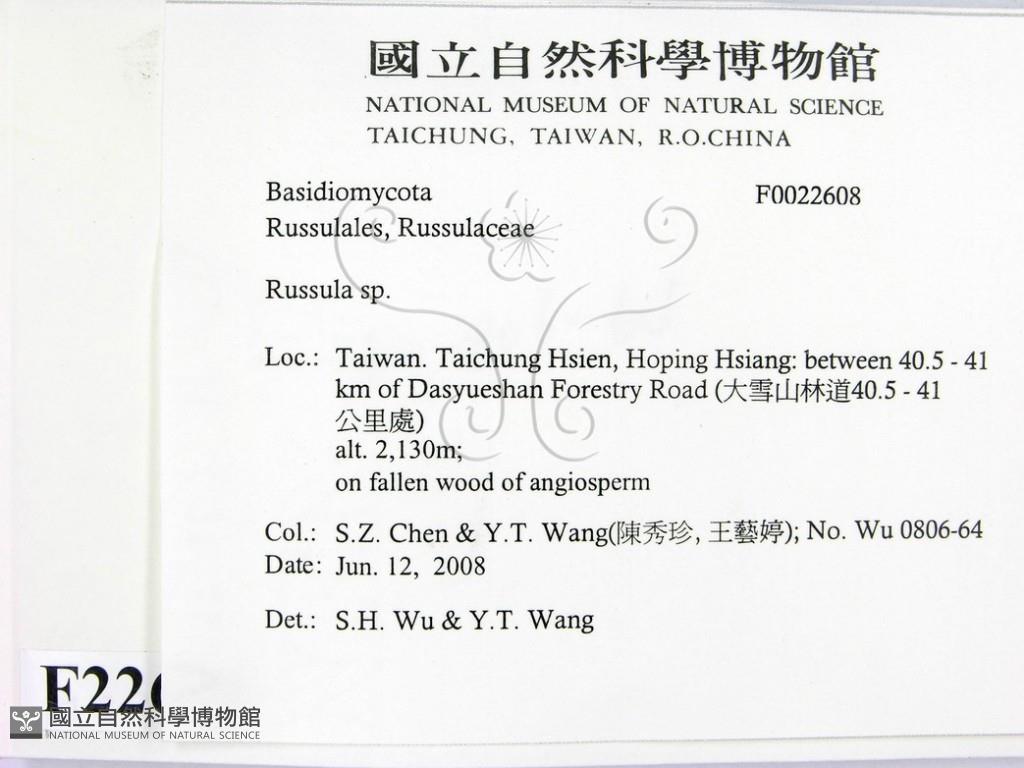 國立自然科學博物館
NATIONAL MUSEUM OF NATURAL SCIENCE
TAICHUNG, TAIWAN, R.O.CHINA
Basidiomycota F0022608
Russulales, Russulaceae
Russula sp.
Loc.: Taiwan. Taichung Hsien, Hoping Hsiang: between 40.5 - 41
km of Dasyueshan Forestry Road (大雪山林道40.5 - 41
公里處)
alt. 2,130m;
on fallen wood of angiosperm
Col.: S.Z. Chen & Y.T. Wang(陳秀珍, 王藝婷); No. Wu 0806-64
Date: Jun. 12, 2008
Det.: S.H. Wu & Y.T. Wang
F226
國立自然科學博物館
NATIONAL MUSEUM OF NATURAL SCIENCE